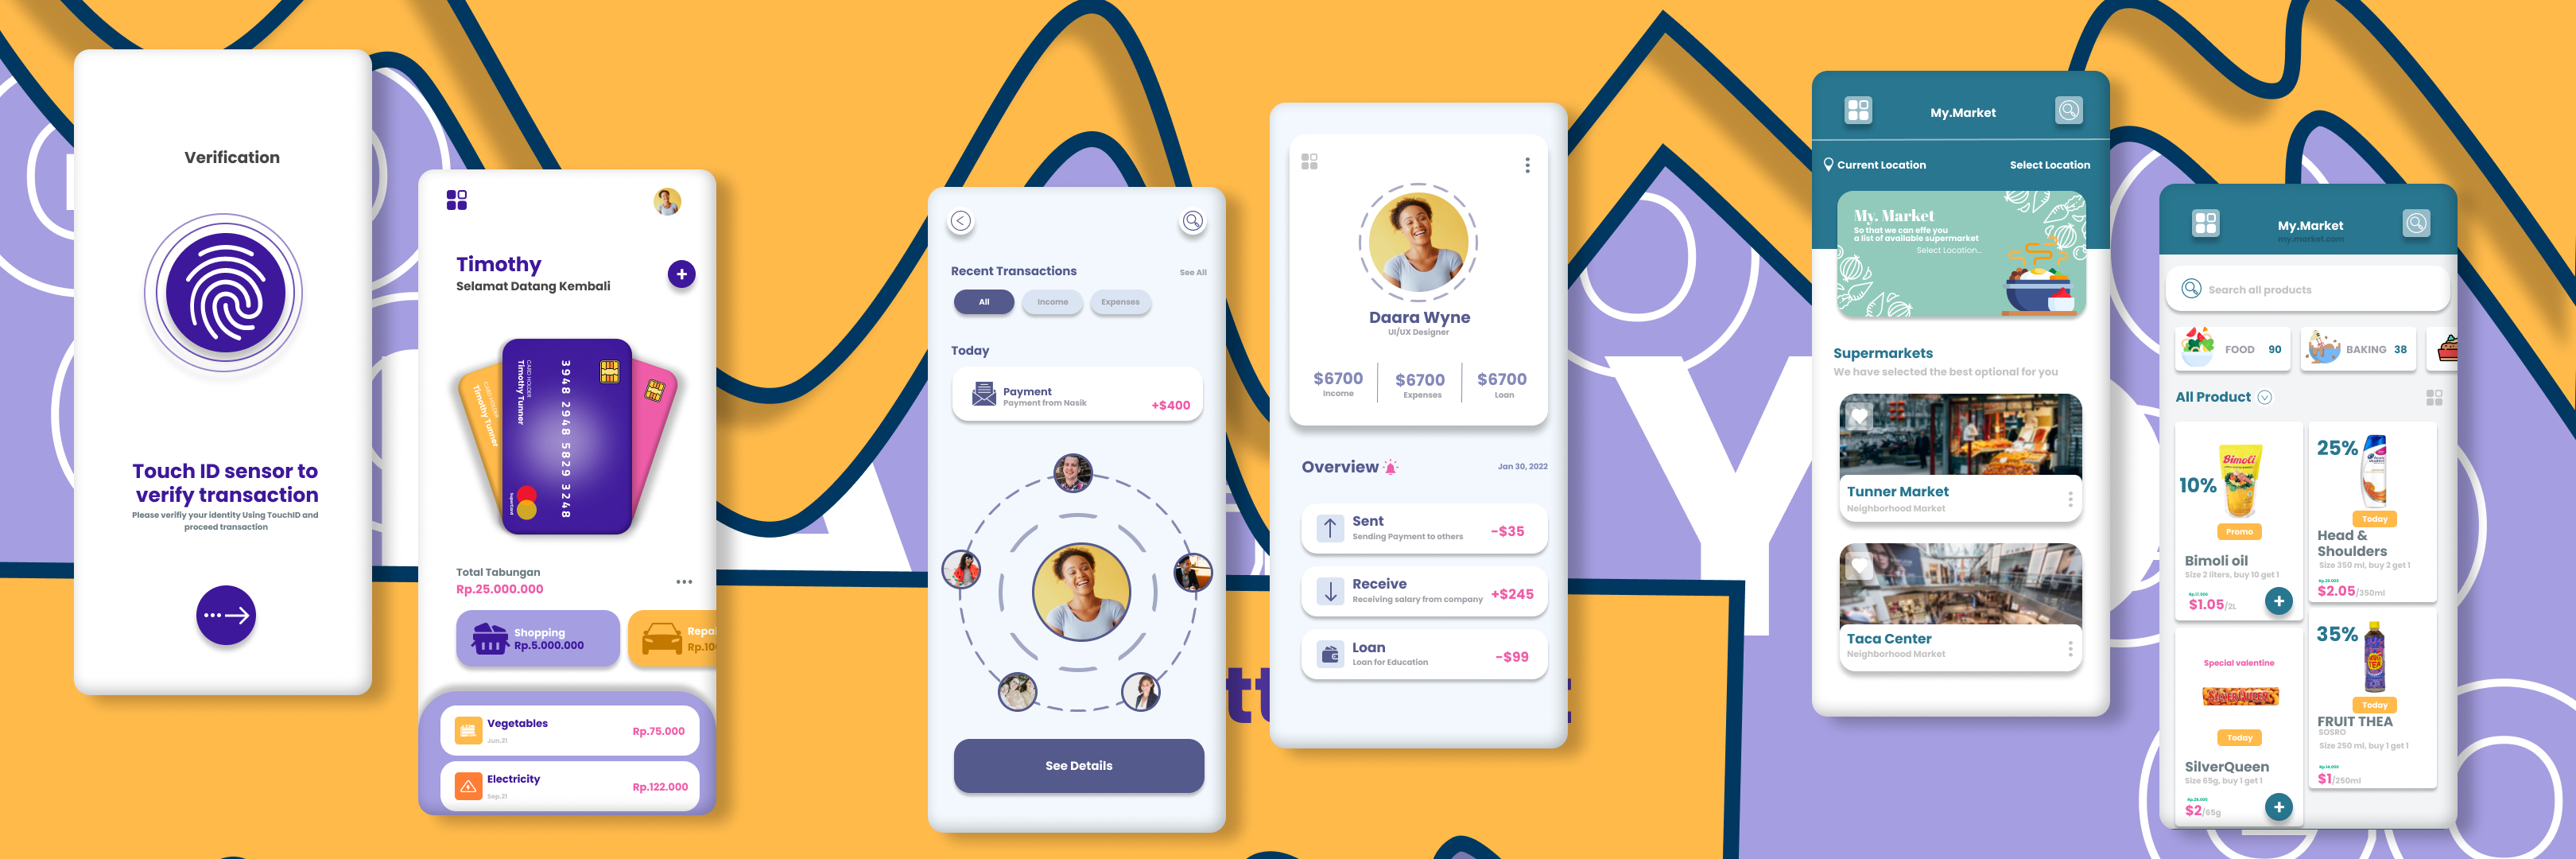 Verification
Touch ID sensor to
verify transaction
Please verifiy your identity Using TouchID and
proceed transaction
Timothy
Selamat Datang Kembali
CARD HOLDER
Timothy Tunner
CARD HOLDER
Timothy Tunner
3948 2948 5829 3248
Total Tabungan
Rp.25.000.000
Shopping
Rp.5.000.000
Vegetables
Jun.21
Rp.75.000
Electricity
Sep.21
Rp.122.000
Recent Transactions
See All
All
Income
Expenses
Today
Payment
Payment from Nasik
+$400
See Details
Daara Wyne
UI/UX Designer
$6700
Income
$6700
Expenses
$6700
Loan
Overview
Jan 30, 2022
Sent
Sending Payment to others
-$35
Receive
Receiving salary from company
+$245
Loan
Loan for Education
-$99
My.Market
Current Location
Select Location
My. Market
So that we can effe you
a list of available supermarket
Select Location...
Supermarkets
We have selected the best optional for you
Tunner Market
Neighborhood Market
Taca Center
Neighborhood Market
My.Market
my.market.com
Search all products
FOOD 90
BAKING 38
All Product
10%
Bimoli
Promo
Bimoli oil
Size 2 liters, buy 10 get 1
$1.05/2L
25%
Today
Head &
Shoulders
Size 350 ml, buy 2 get 1
$2.05/350ml
Special valentine
SILVERQUEEN
Today
SilverQueen
Size 65g, buy 1 get 1
$2/65g
35%
Today
FRUIT THEA
SOSRO
Size 250 ml, buy 1 get 1
$1/250ml